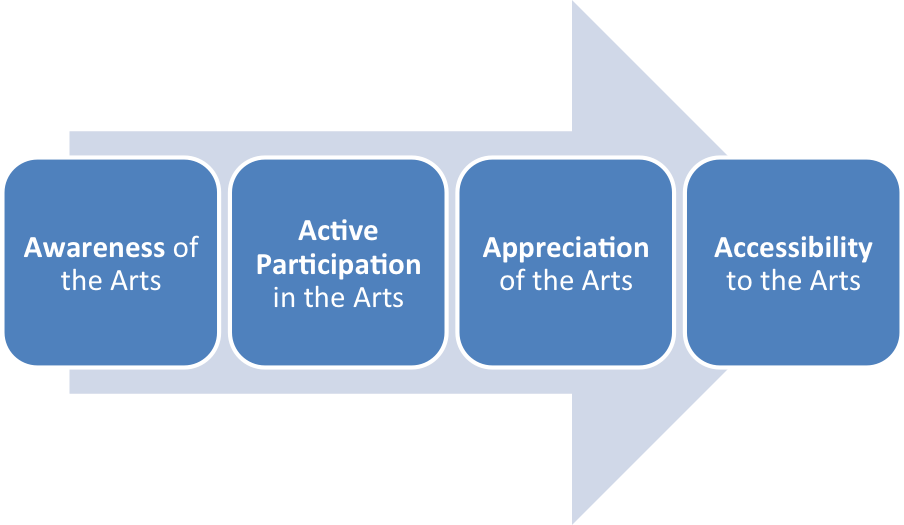 Awareness of
the Arts
Active
Participation
in the Arts
Appreciation
of the Arts
Accessibility
to the Arts